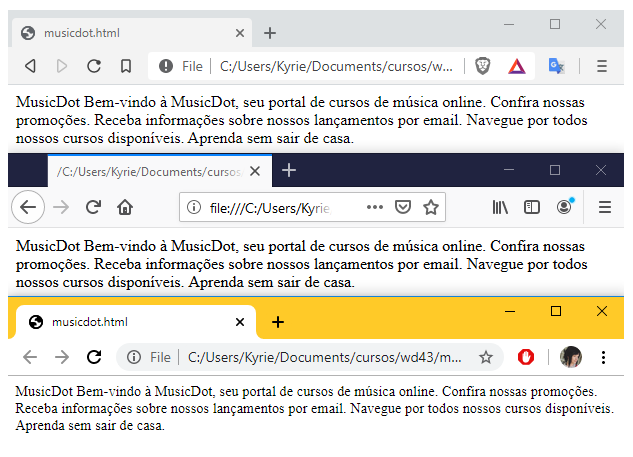 musicdot.html
File C:/Users/Kyrie/Documents/cursos/w...
MusicDot Bem-vindo à MusicDot, seu portal de cursos de música online. Confira nossas
promoções. Receba informações sobre nossos lançamentos por email. Navegue por todos
nossos cursos disponíveis. Aprenda sem sair de casa.
/C:/Users/Kyrie/Documents/cursos
file:///C:/Users/Kyrie
MusicDot Bem-vindo à MusicDot, seu portal de cursos de música online. Confira nossas
promoções. Receba informações sobre nossos lançamentos por email. Navegue por todos
nossos cursos disponíveis. Aprenda sem sair de casa.
musicdot.html
File C:/Users/Kyrie/Documents/cursos/wd43/m...
MusicDot Bem-vindo à MusicDot, seu portal de cursos de música online. Confira nossas promoções.
Receba informações sobre nossos lançamentos por email. Navegue por todos nossos cursos disponíveis.
Aprenda sem sair de casa.